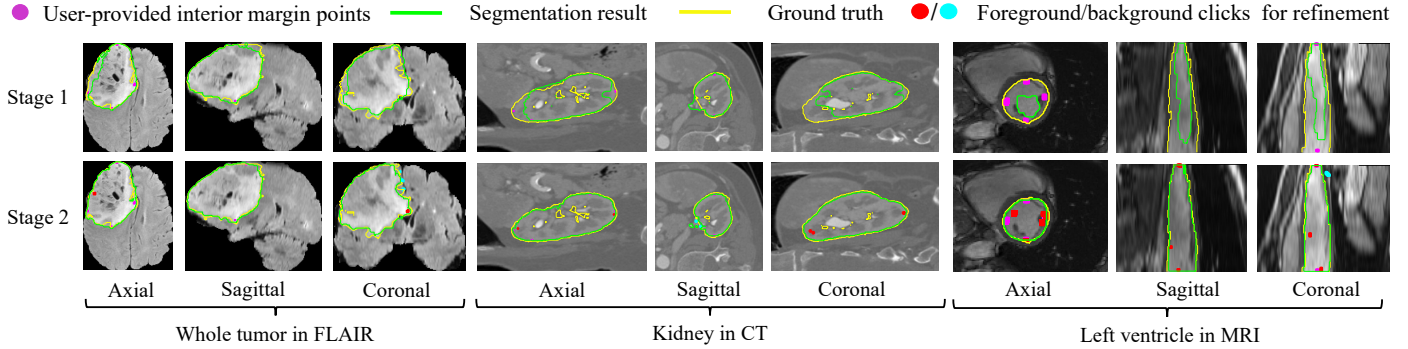 User-provided interior margin points Segmentation result Ground truth / Foreground/background clicks for refinement
Stage 1
Stage 2
Axial Sagittal Coronal Axial Sagittal Coronal Axial Sagittal Coronal
Whole tumor in FLAIR Kidney in CT Left ventricle in MRI